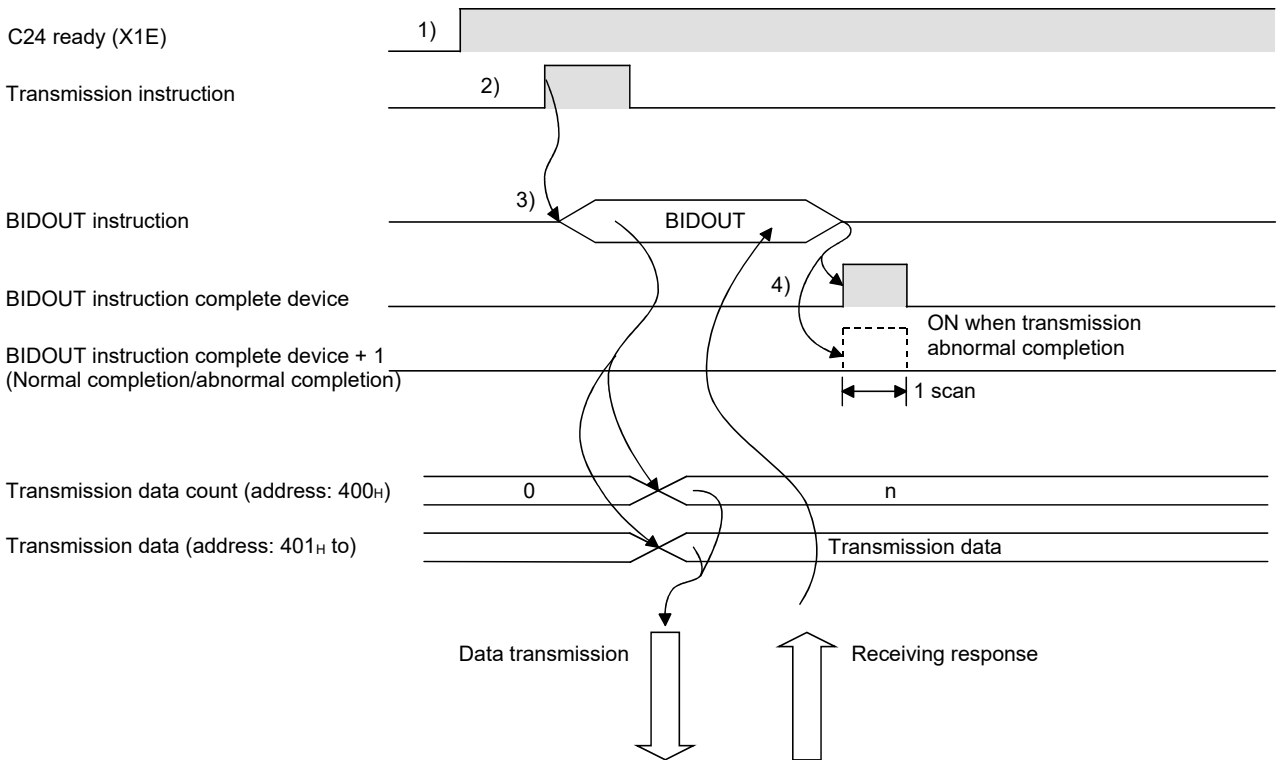 C24 ready (X1E)
1)
Transmission instruction
2)
BIDOUT instruction
3)
BIDOUT
BIDOUT instruction complete device
4)
BIDOUT instruction complete device + 1
(Normal completion/abnormal completion)
ON when transmission
abnormal completion
1 scan
Transmission data count (address: 400H)
0
n
Transmission data (address: 401H to)
Transmission data
Data transmission
Receiving response